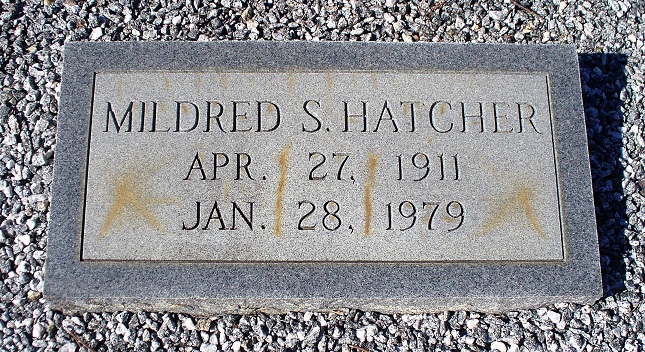 MILDRED S. HATCHER
APR. 27, 1911
JAN. 28, 1979